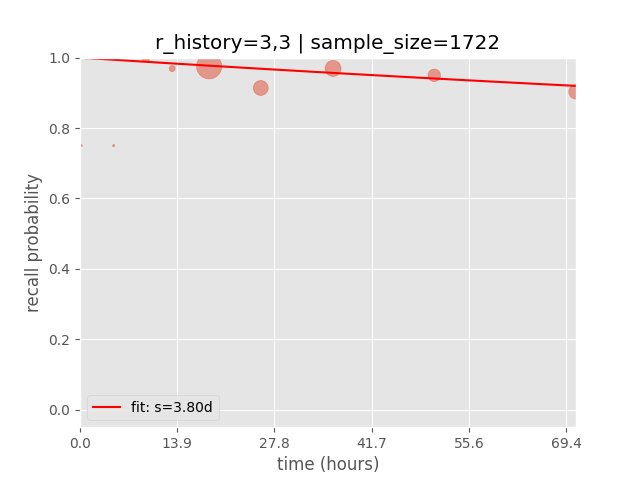 r_history=3,3 | sample_size=1722
1.0
0.8
0.6
0.4
0.2
0.0
recall probability
fit: s=3.80d
0.0 13.9 27.8 41.7 55.6 69.4
time (hours)